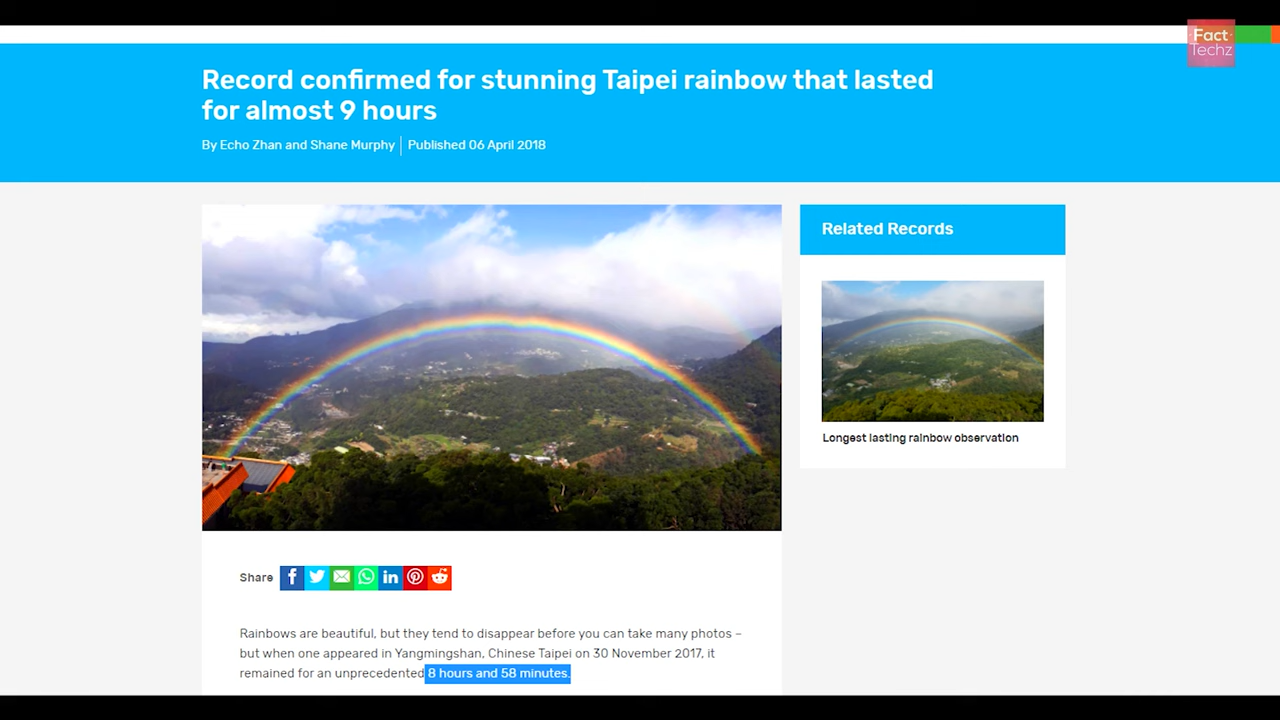 Fact
Techz
Record confirmed for stunning Taipei rainbow that lasted
for almost 9 hours
By Echo Zhan and Shane Murphy | Published 06 April 2018
Related Records
Longest lasting rainbow observation
Share
Rainbows are beautiful, but they tend to disappear before you can take many photos –
but when one appeared in Yangmingshan, Chinese Taipei on 30 November 2017, it
remained for an unprecedented 8 hours and 58 minutes.